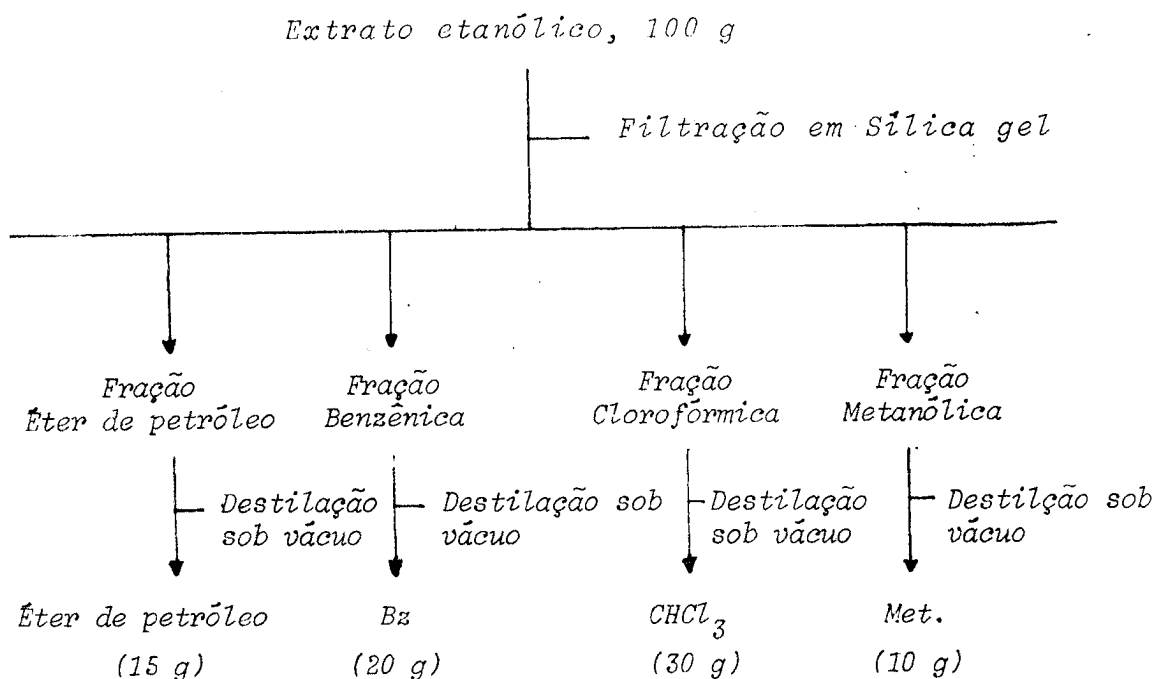 Extrato etanólico, 100 g
Filtração em Sílica gel
Fração
Éter de petróleo
Fração
Benzênica
Fração
Clorofórmica
Fração
Metanólica
Destilação
sob vácuo
Destilação sob
vácuo
Destilação
sob vácuo
Destilção sob
vácuo
Éter de petróleo
(15 g)
Bz
(20 g)
CHCl₃
(30 g)
Met.
(10 g)